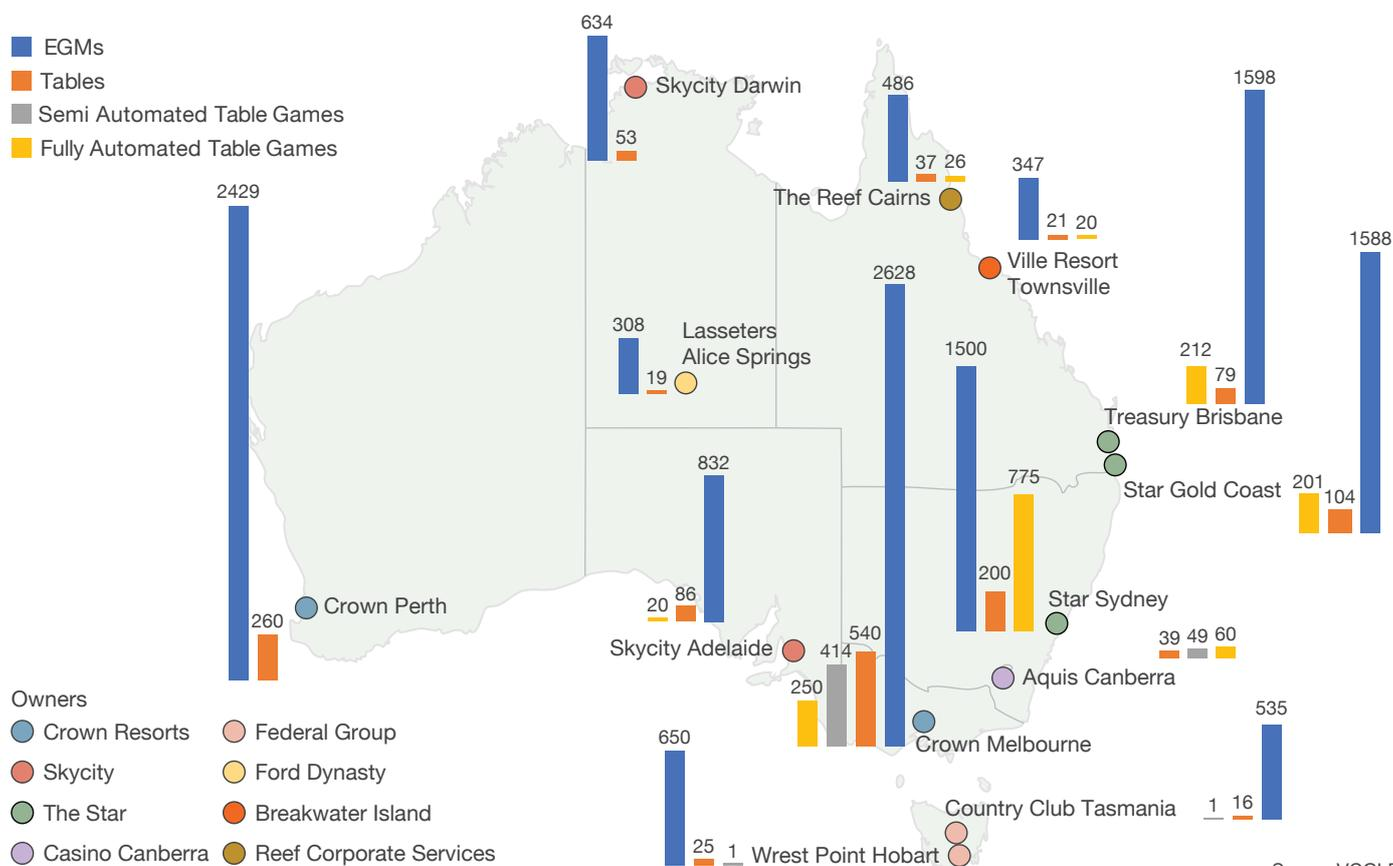 EGMs
Tables
Semi Automated Table Games
Fully Automated Table Games
634
53
Skycity Darwin
486
37 26
The Reef Cairns
347
21 20
Ville Resort
Townsville
1598
212
79
Treasury Brisbane
1588
201
104
Star Gold Coast
2429
260
Crown Perth
308
19
Lasseters
Alice Springs
2628
1500
775
200
Star Sydney
832
20 86
Skycity Adelaide
250
414
540
Crown Melbourne
39 49 60
Aquis Canberra
Owners
Crown Resorts
Federal Group
Skycity
Ford Dynasty
The Star
Breakwater Island
Casino Canberra
Reef Corporate Services
650
25 1
Wrest Point Hobart
Country Club Tasmania
1 16
535